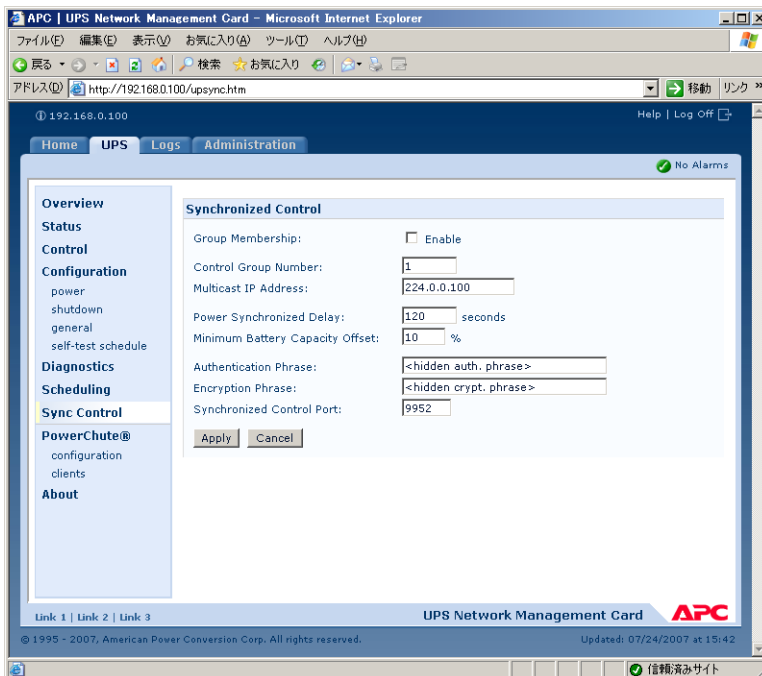 APC | UPS Network Management Card - Microsoft Internet Explorer
ファイル(F) 編集(E) 表示(V) お気に入り(A) ツール(T) ヘルプ(H)
戻る 検索 お気に入り
アドレス(D) http://192.168.0.100/upsync.htm 移動 リンク »
192.168.0.100 Help | Log Off
Home UPS Logs Administration
No Alarms
Overview
Status
Control
Configuration
power
shutdown
general
self-test schedule
Diagnostics
Scheduling
Sync Control
PowerChute®
configuration
clients
About
Synchronized Control
Group Membership: Enable
Control Group Number: 1
Multicast IP Address: 224.0.0.100
Power Synchronized Delay: 120 seconds
Minimum Battery Capacity Offset: 10 %
Authentication Phrase: <hidden auth. phrase>
Encryption Phrase: <hidden crypt. phrase>
Synchronized Control Port: 9952
Apply Cancel
Link 1 | Link 2 | Link 3 UPS Network Management Card APC
© 1995 - 2007, American Power Conversion Corp. All rights reserved. Updated: 07/24/2007 at 15:42
信頼済みサイト